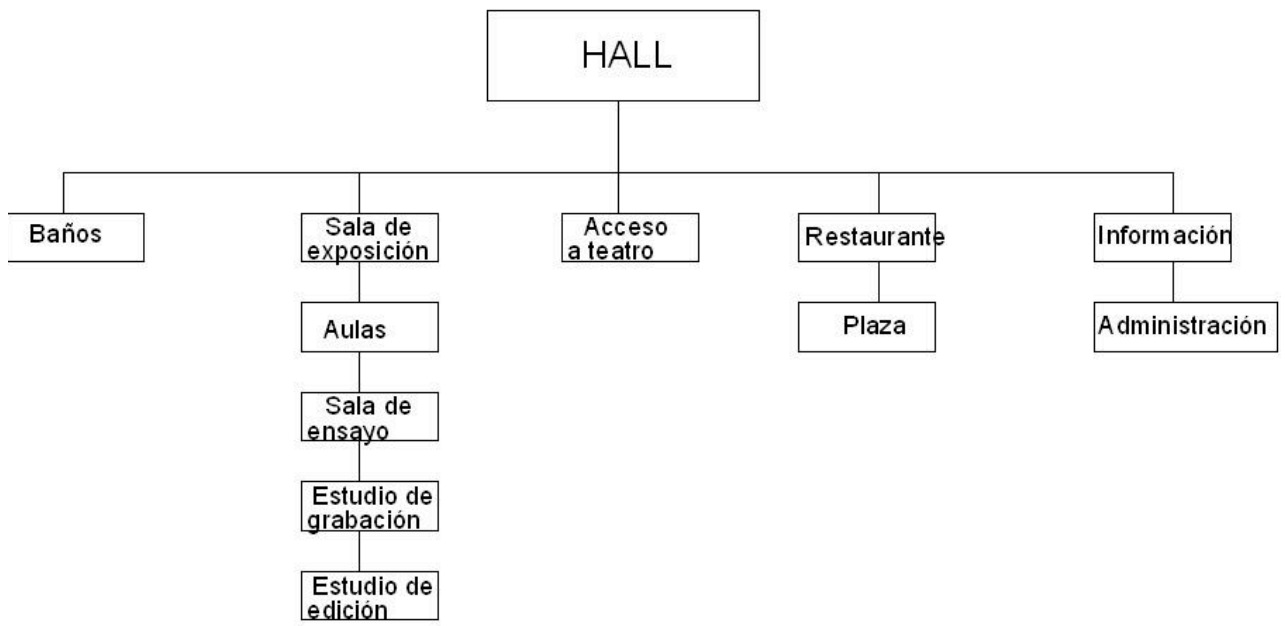 HALL
Baños
Sala de
exposición
Acceso
a teatro
Restaurante
Información
Aulas
Plaza
Administración
Sala de
ensayo
Estudio de
grabación
Estudio de
edición